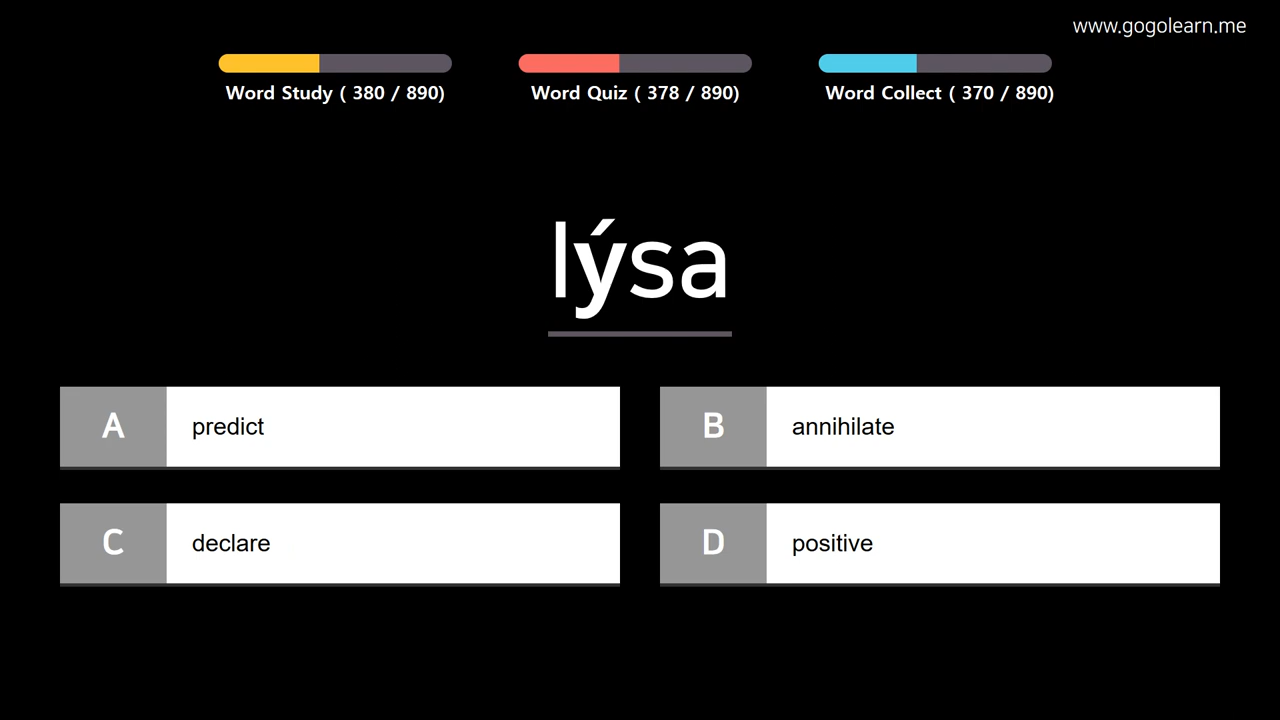 www.gogolearn.me
Word Study ( 380 / 890)
Word Quiz ( 378 / 890)
Word Collect ( 370 / 890)
lýsa
A predict
B annihilate
C declare
D positive